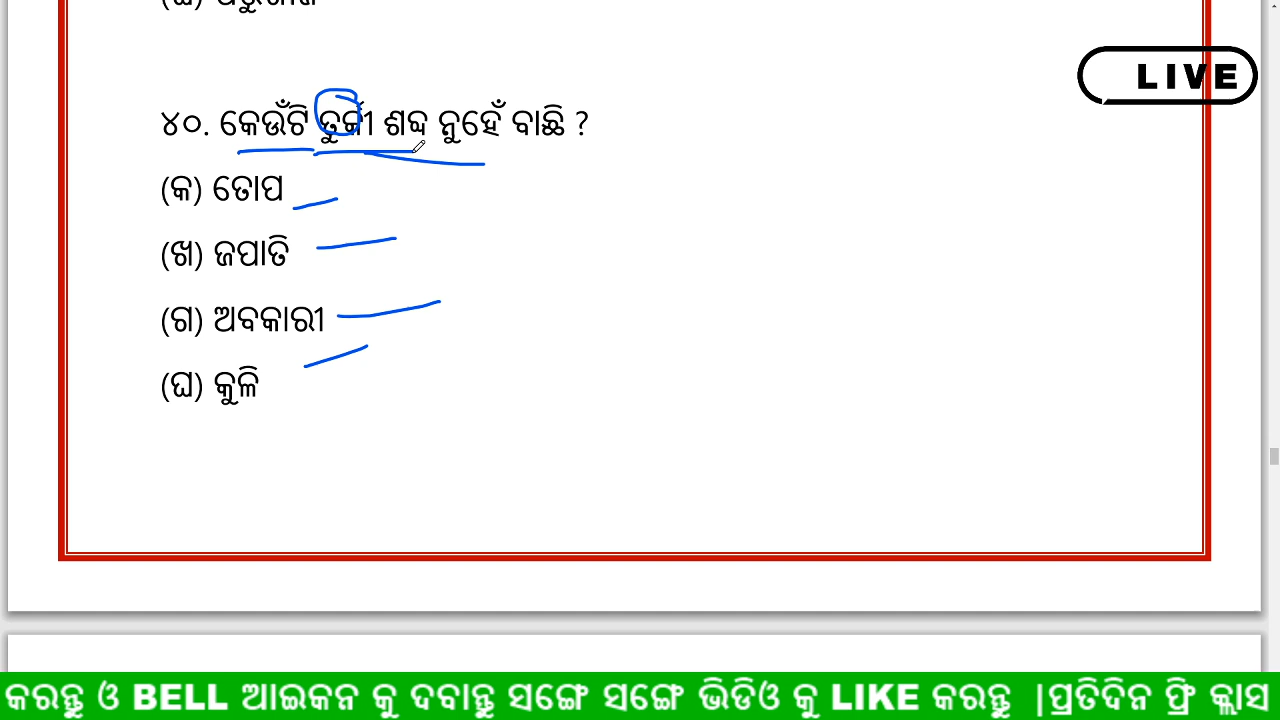 LIVE
୪୦. କେଉଁଟି ତୁର୍କୀ ଶବ୍ଦ ନୁହେଁ ବାଛି ?
(କ) ତୋପ
(ଖ) ଜପାତି
(ଗ) ଅବକାରୀ
(ଘ) କୁଳି
କରନ୍ତୁ ଓ BELL ଆଇକନ କୁ ଦବାନ୍ତୁ ସଙ୍ଗେ ସଙ୍ଗେ ଭିଡିଓ କୁ LIKE କରନ୍ତୁ |ପ୍ରତିଦିନ ଫ୍ରି କ୍ଲାସ